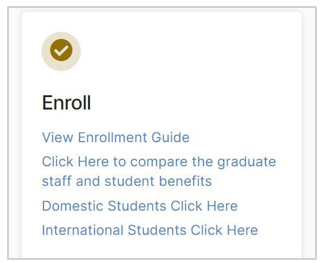 Enroll
View Enrollment Guide
Click Here to compare the graduate
staff and student benefits
Domestic Students Click Here
International Students Click Here